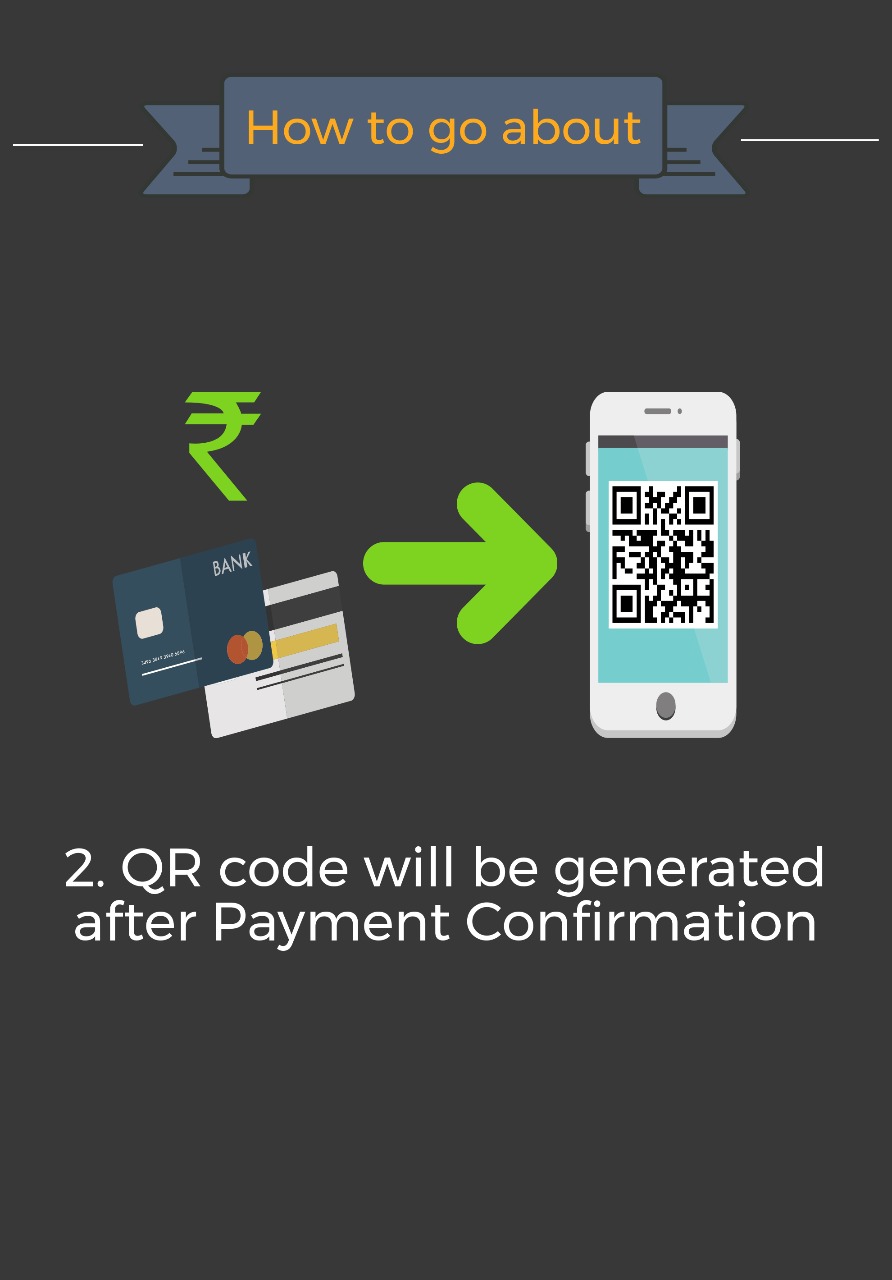 How to go about
₹
BANK
2. QR code will be generated
after Payment Confirmation